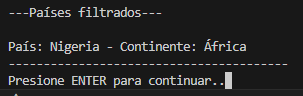 ---Países filtrados---
País: Nigeria - Continente: África
----------------------------------------
Presione ENTER para continuar..